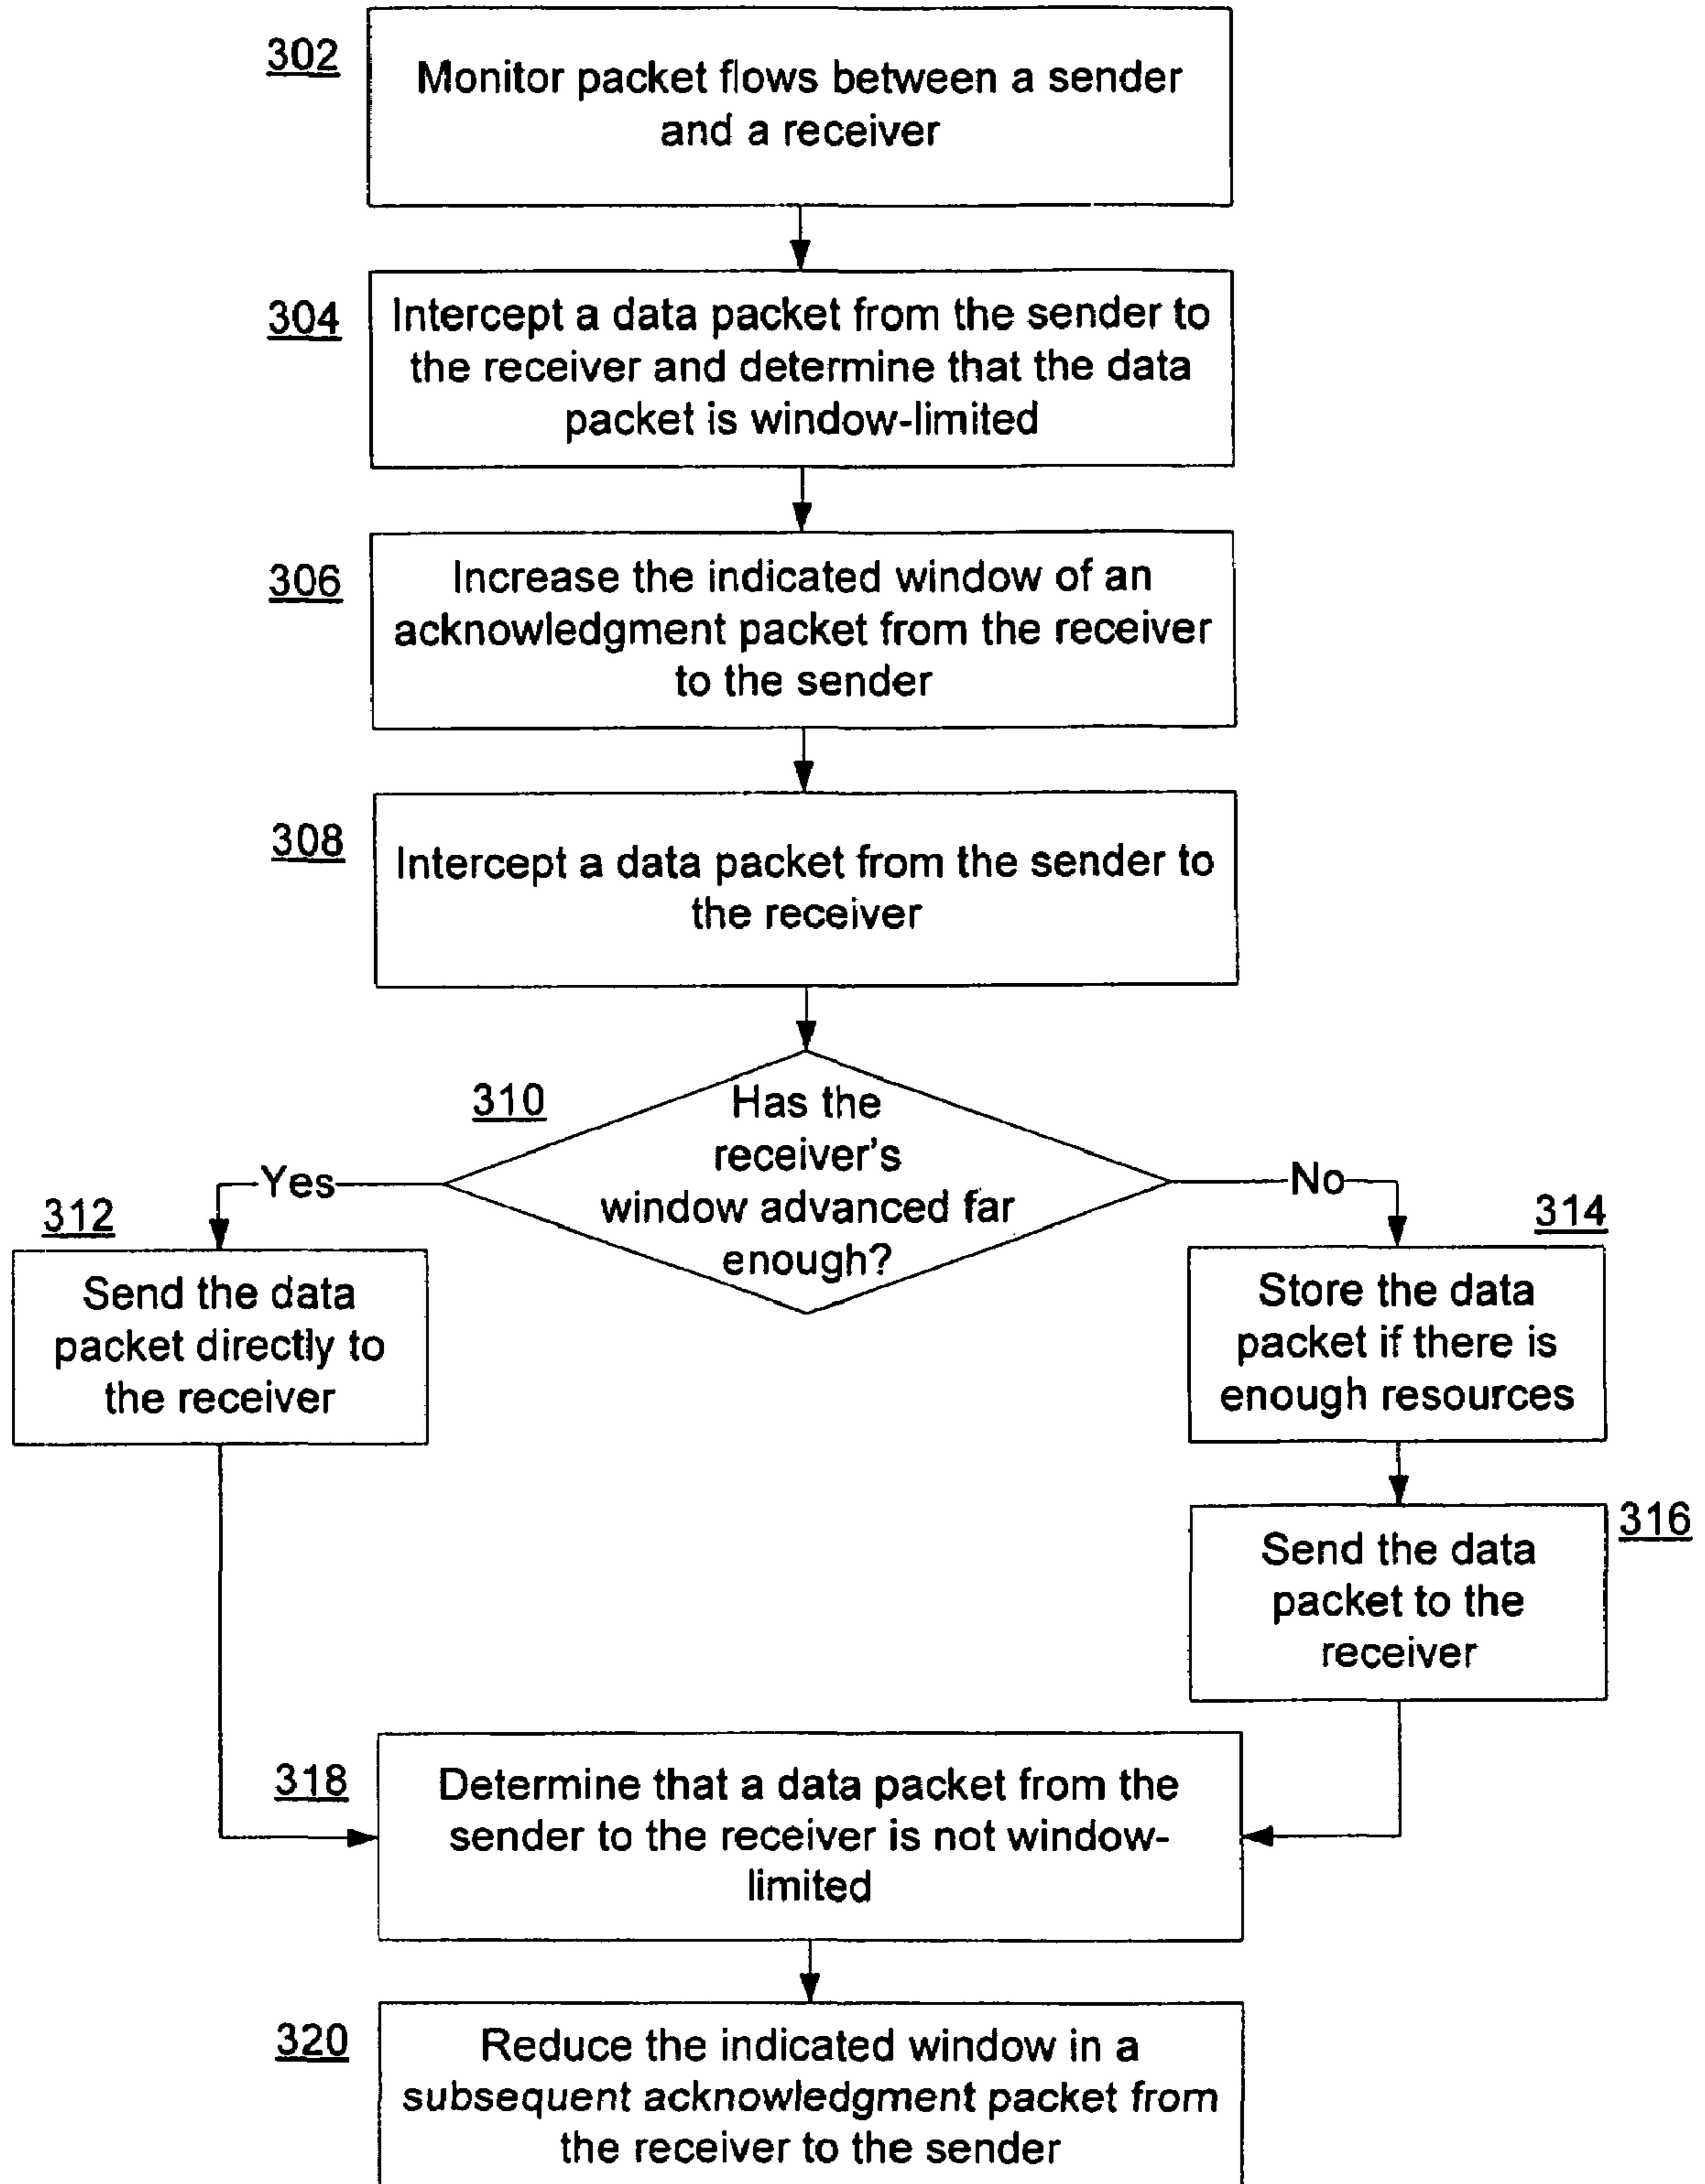 302
Monitor packet flows between a sender
and a receiver
304
Intercept a data packet from the sender to
the receiver and determine that the data
packet is window-limited
306
Increase the indicated window of an
acknowledgment packet from the receiver
to the sender
308
Intercept a data packet from the sender to
the receiver
310
Has the
receiver's
window advanced far
enough?
Yes
No
312
Send the data
packet directly to
the receiver
314
Store the data
packet if there is
enough resources
316
Send the data
packet to the
receiver
318
Determine that a data packet from the
sender to the receiver is not window-
limited
320
Reduce the indicated window in a
subsequent acknowledgment packet from
the receiver to the sender